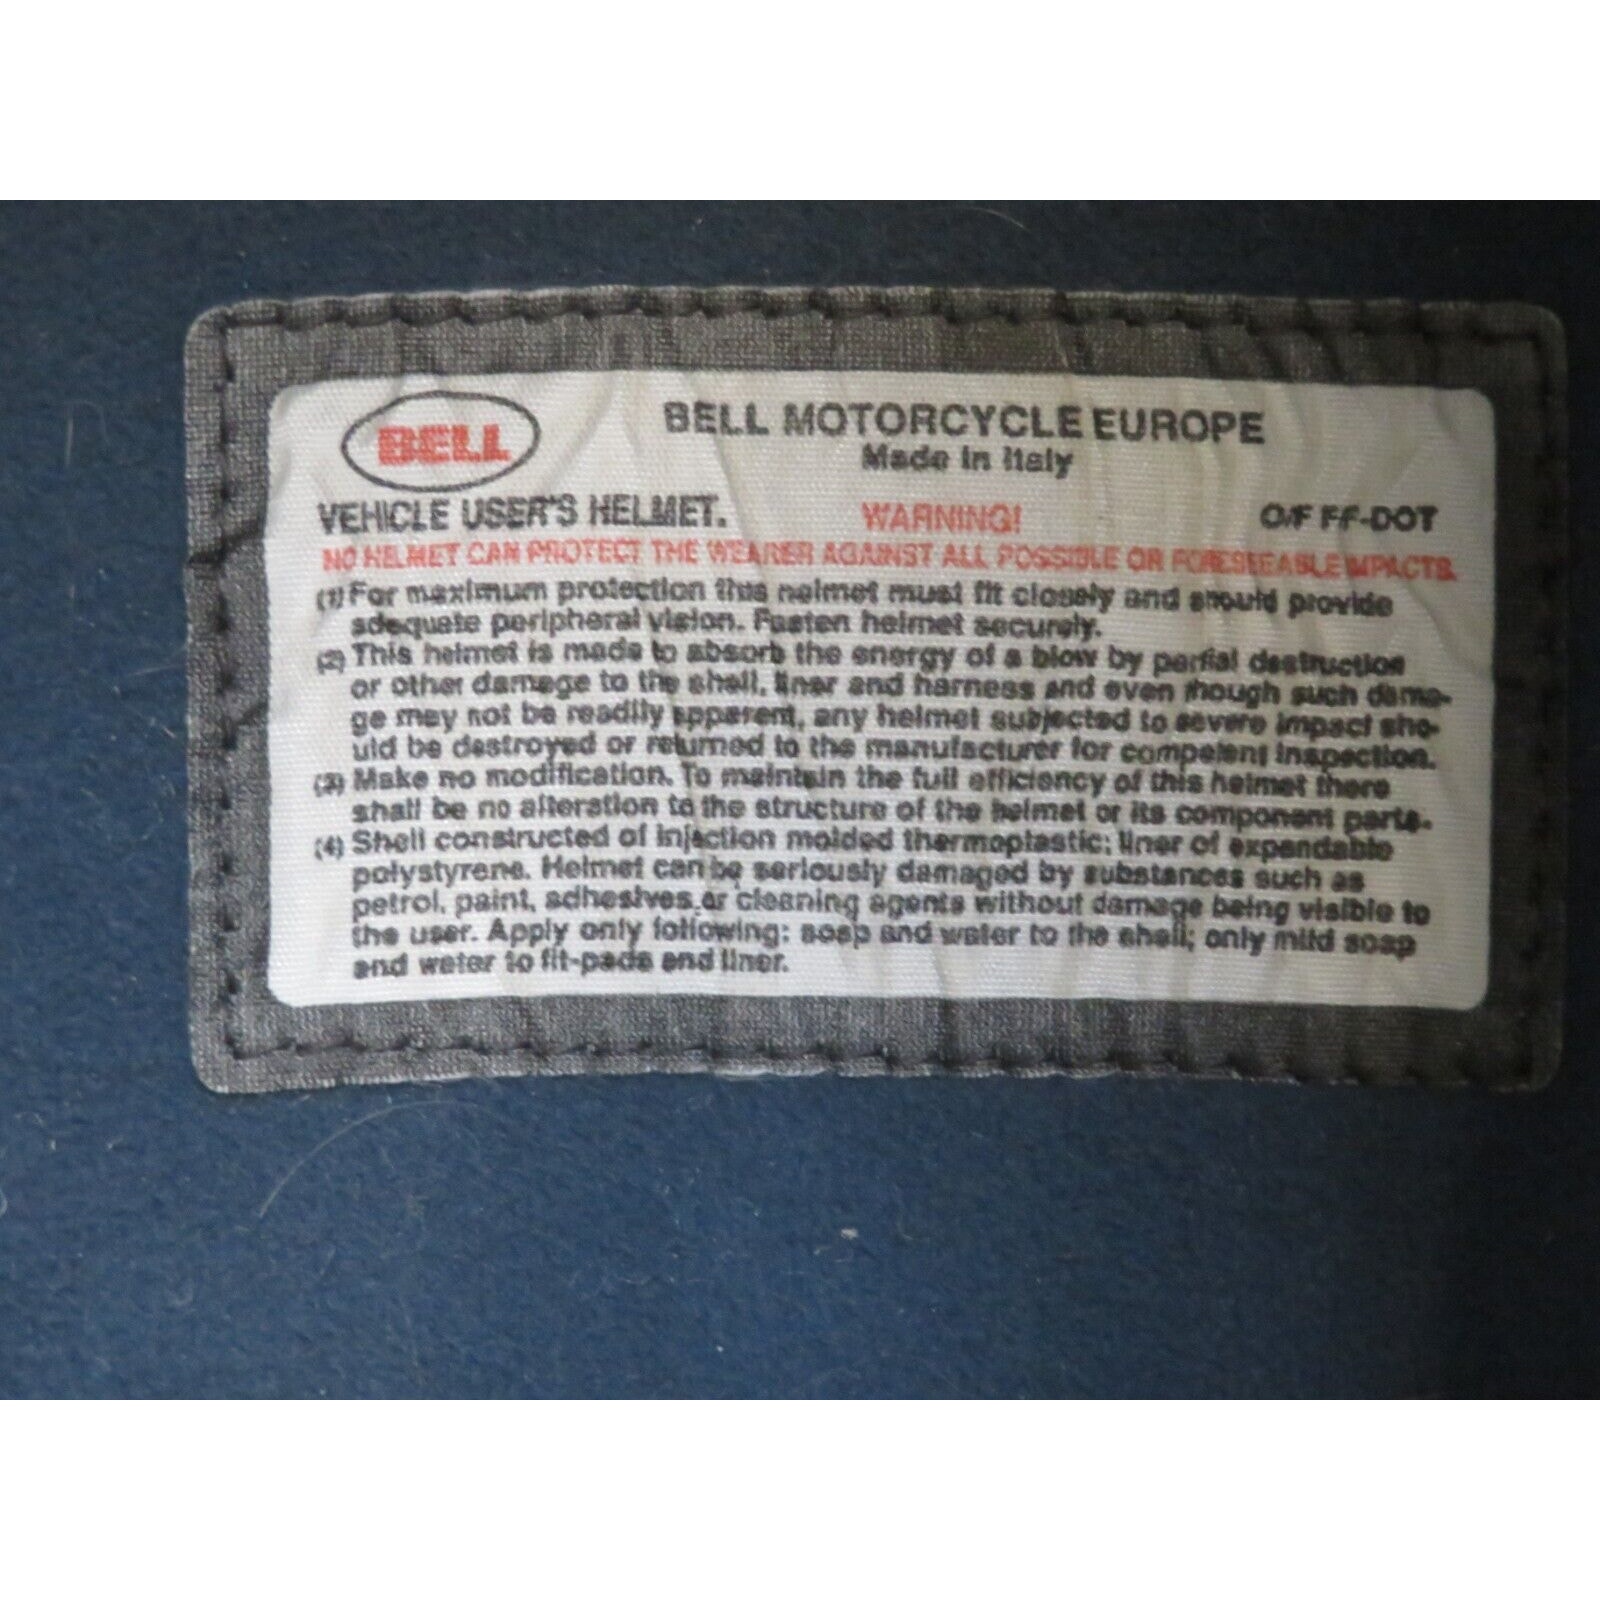 BELL
BELL MOTORCYCLE EUROPE
Made in Italy
VEHICLE USER'S HELMET. WARNING! O/F FF-DOT
NO HELMET CAN PROTECT THE WEARER AGAINST ALL POSSIBLE OR FORESEEABLE IMPACTS.
(1) For maximum protection this helmet must fit closely and should provide
adequate peripheral vision. Fasten helmet securely.
(2) This helmet is made to absorb the energy of a blow by partial destruction
or other damage to the shell, liner and harness and even though such dama-
ge may not be readily apparent, any helmet subjected to severe impact sho-
uld be destroyed or returned to the manufacturer for competent inspection.
(3) Make no modification. To maintain the full efficiency of this helmet there
shall be no alteration to the structure of the helmet or its component parts.
(4) Shell constructed of injection molded thermoplastic; liner of expandable
polystyrene. Helmet can be seriously damaged by substances such as
petrol, paint, adhesives or cleaning agents without damage being visible to
the user. Apply only following: soap and water to the shell; only mild soap
and water to fit-pads and liner.